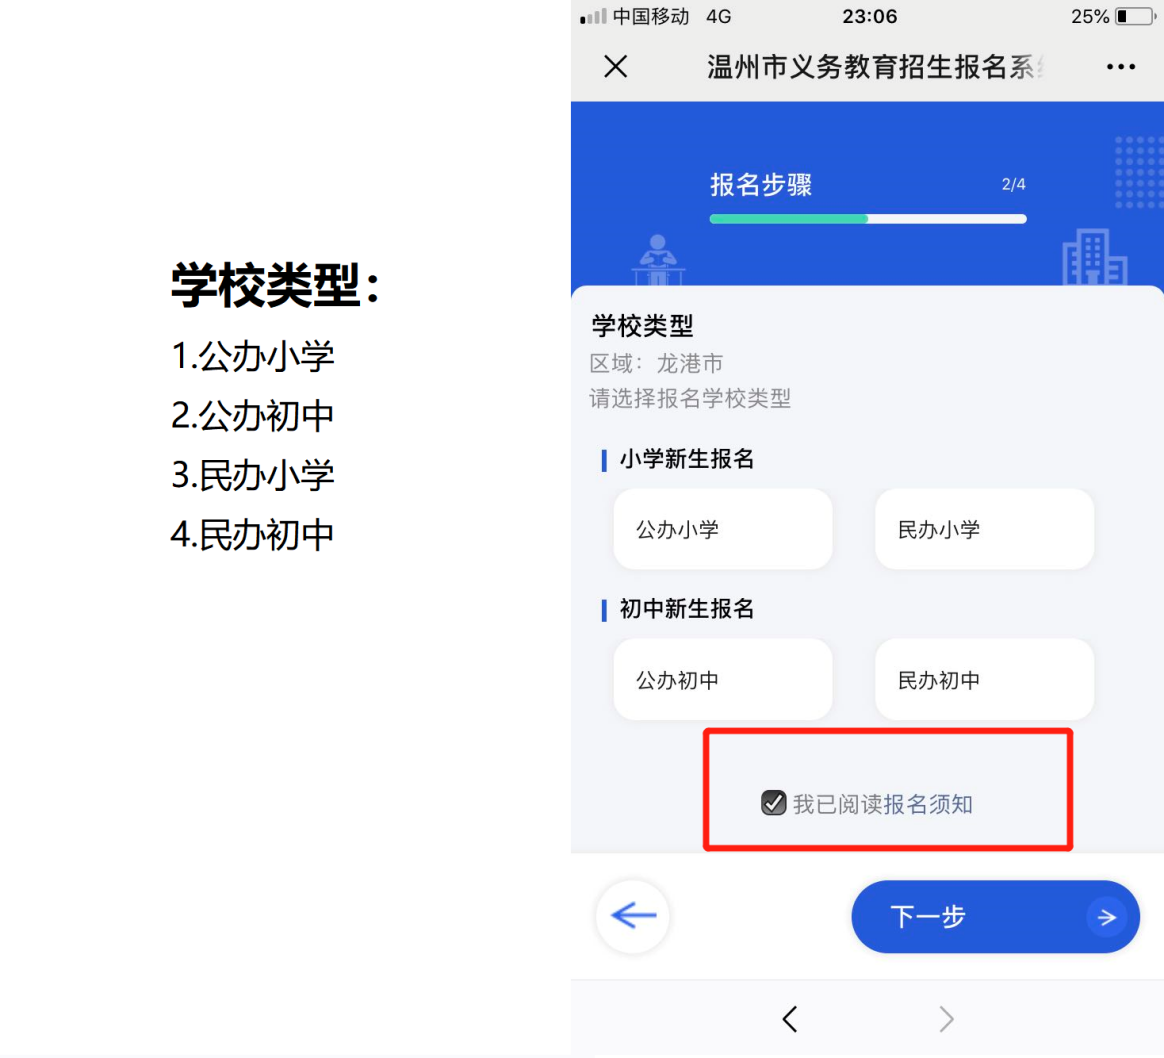 学校类型：
1.公办小学
2.公办初中
3.民办小学
4.民办初中
中国移动 4G 23:06 25%
温州市义务教育招生报名系
报名步骤 2/4
学校类型
区域：龙港市
请选择报名学校类型
小学新生报名
公办小学 民办小学
初中新生报名
公办初中 民办初中
我已阅读报名须知
下一步